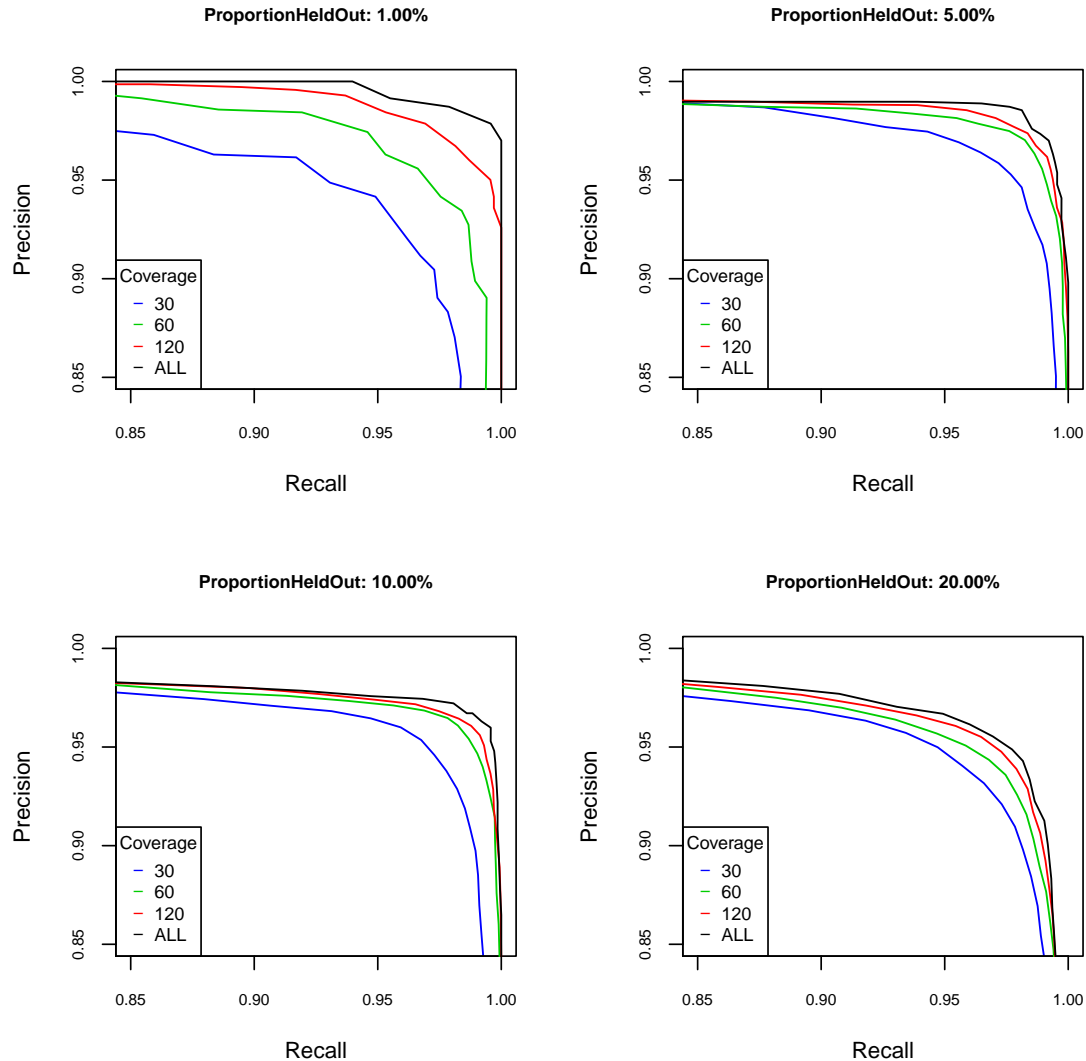 ProportionHeldOut: 1.00%
Precision
1.00
0.95
0.90
0.85
Coverage
30
60
120
ALL
0.85 0.90 0.95 1.00
Recall
ProportionHeldOut: 5.00%
Precision
1.00
0.95
0.90
0.85
Coverage
30
60
120
ALL
0.85 0.90 0.95 1.00
Recall
ProportionHeldOut: 10.00%
Precision
1.00
0.95
0.90
0.85
Coverage
30
60
120
ALL
0.85 0.90 0.95 1.00
Recall
ProportionHeldOut: 20.00%
Precision
1.00
0.95
0.90
0.85
Coverage
30
60
120
ALL
0.85 0.90 0.95 1.00
Recall